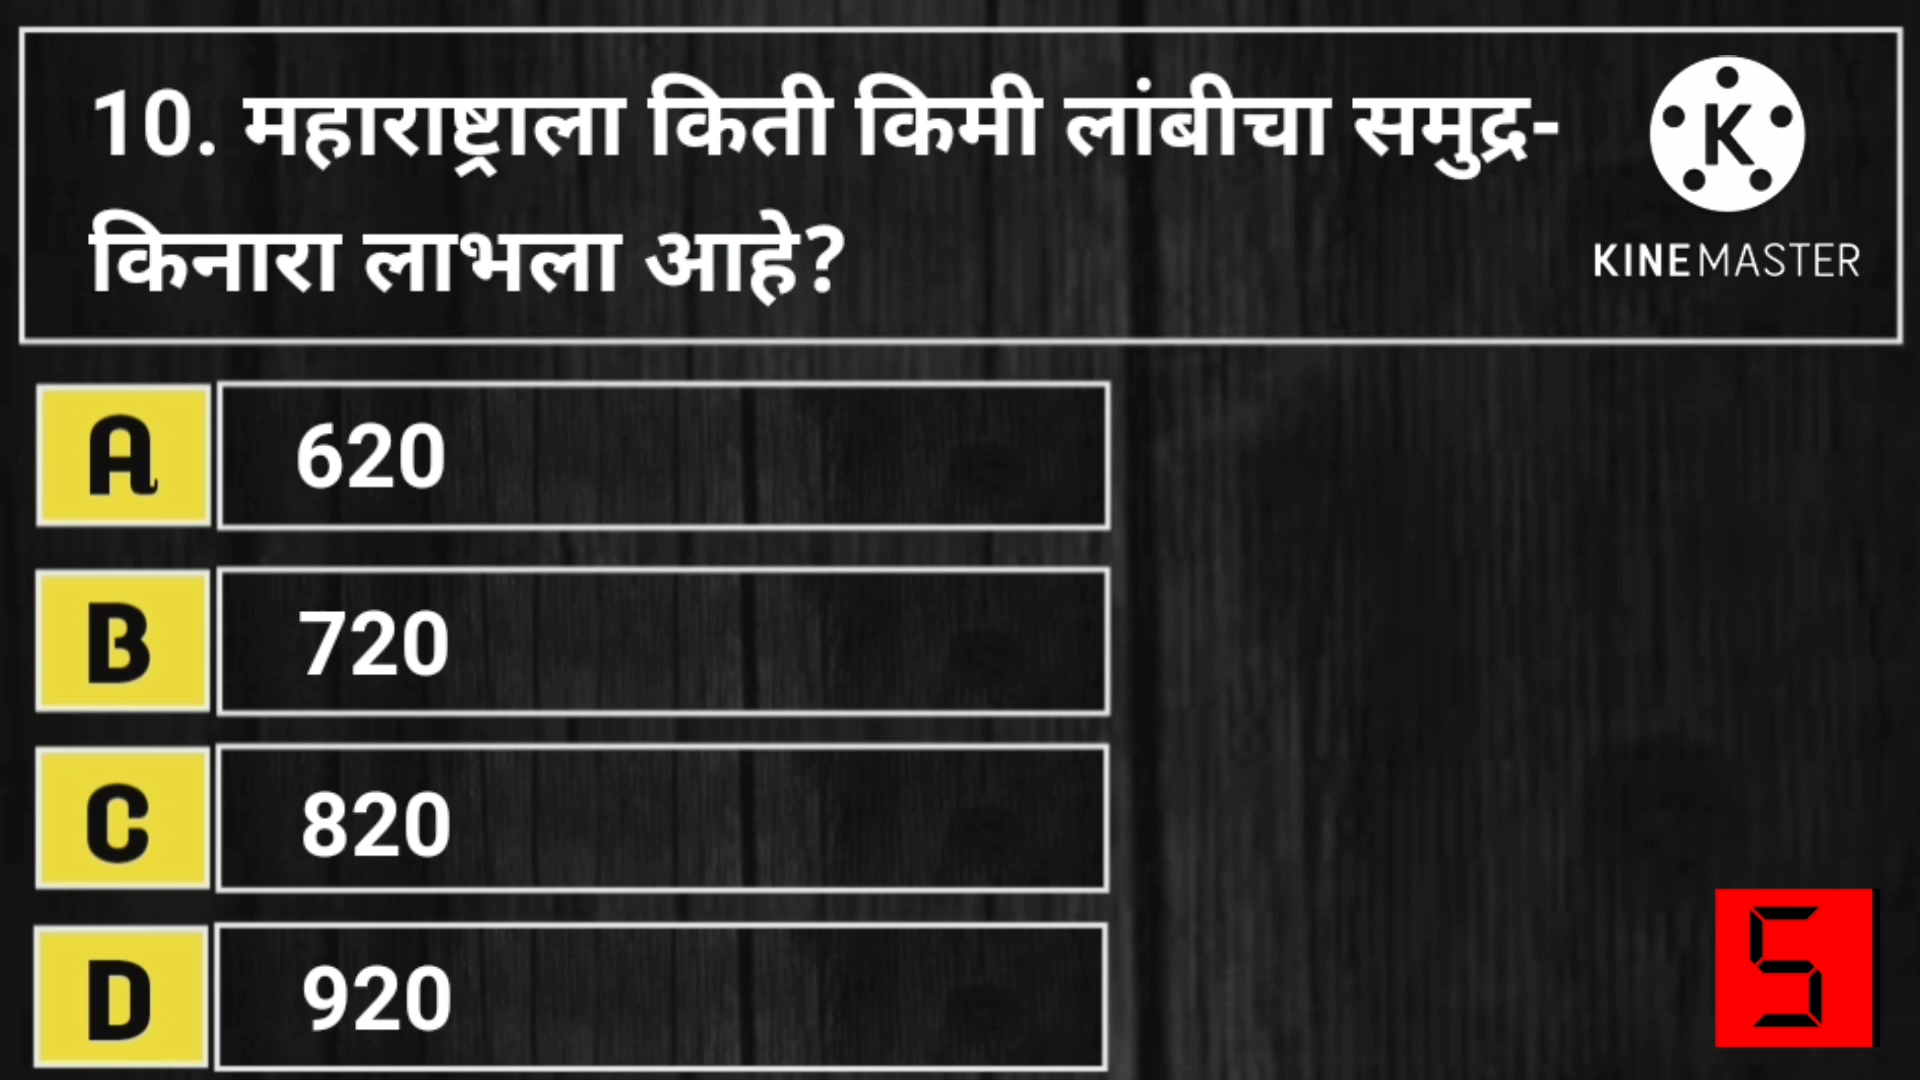 10. महाराष्ट्राला किती किमी लांबीचा समुद्र-
किनारा लाभला आहे?
K
KINEMASTER
A 620
B 720
C 820
D 920
5